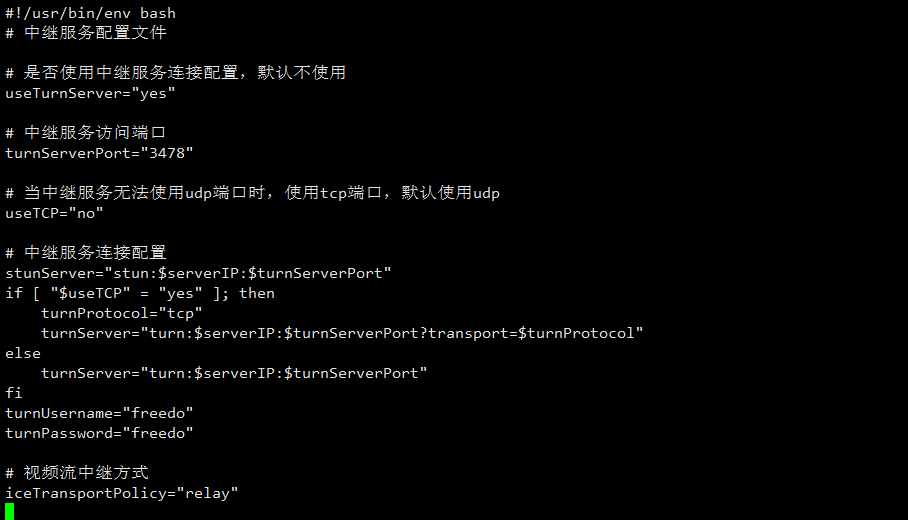 #!/usr/bin/env bash
# 中继服务配置文件
# 是否使用中继服务连接配置，默认不使用
useTurnServer="yes"
# 中继服务访问端口
turnServerPort="3478"
# 当中继服务无法使用udp端口时，使用tcp端口，默认使用udp
useTCP="no"
# 中继服务连接配置
stunServer="stun:$serverIP:$turnServerPort"
if [ "$useTCP" = "yes" ]; then
    turnProtocol="tcp"
    turnServer="turn:$serverIP:$turnServerPort?transport=$turnProtocol"
else
    turnServer="turn:$serverIP:$turnServerPort"
fi
turnUsername="freedo"
turnPassword="freedo"
# 视频流中继方式
iceTransportPolicy="relay"